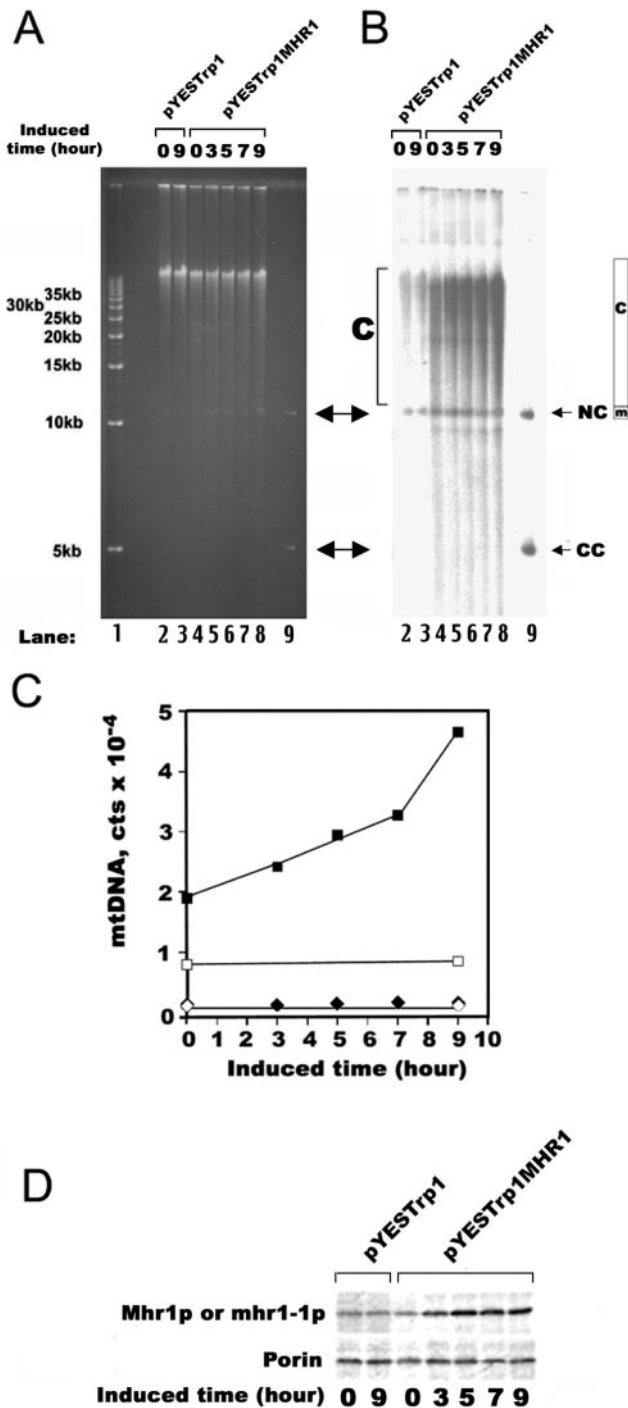 A
pYESTrp1
pYESTrp1MHR1
Induced
time (hour)
0 9 0 3 5 7 9
35kb
30kb
25kb
20kb
15kb
10kb
5kb
Lane: 1 2 3 4 5 6 7 8 9
B
pYESTrp1
pYESTrp1MHR1
0 9 0 3 5 7 9
C
C
NC
m
CC
2 3 4 5 6 7 8 9
C
mtDNA, cts x 10-4
5
4
3
2
1
0
0 1 2 3 4 5 6 7 8 9 10
Induced time (hour)
D
pYESTrp1
pYESTrp1MHR1
Mhr1p or mhr1-1p
Porin
Induced time (hour) 0 9 0 3 5 7 9